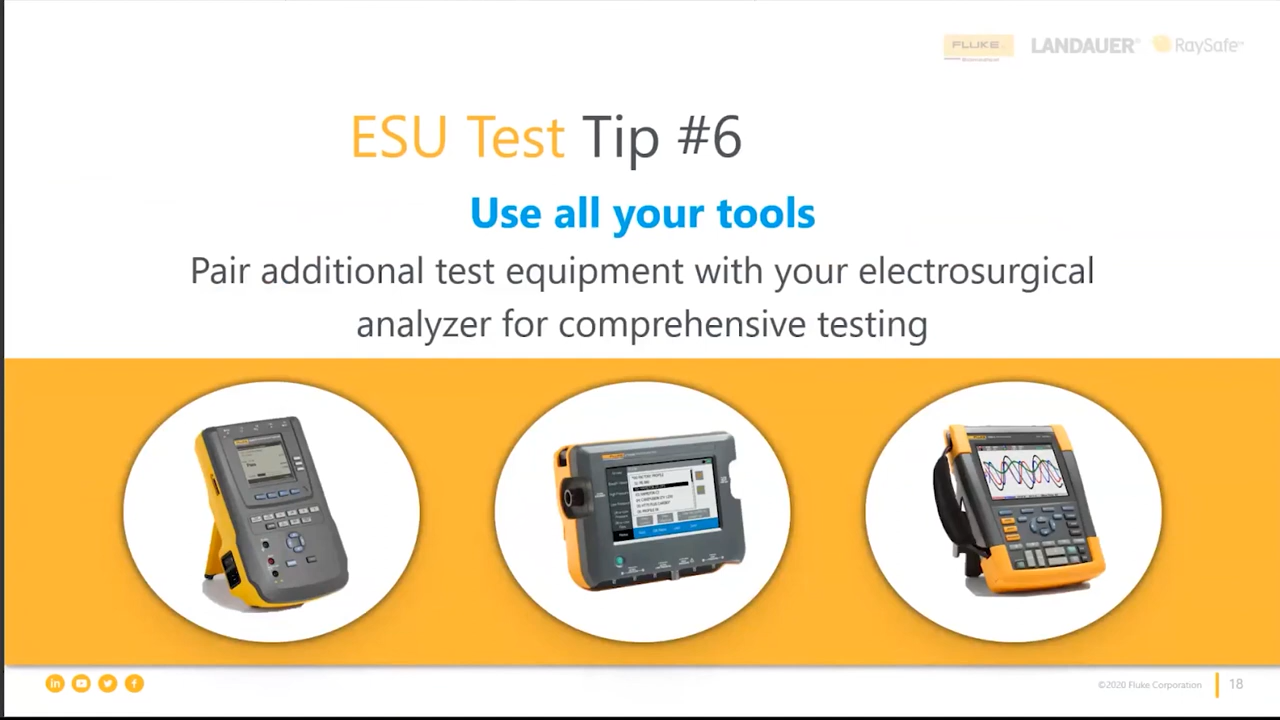 FLUKE
LANDAUER®
RaySafe™
ESU Test Tip #6
Use all your tools
Pair additional test equipment with your electrosurgical
analyzer for comprehensive testing
©2020 Fluke Corporation
18